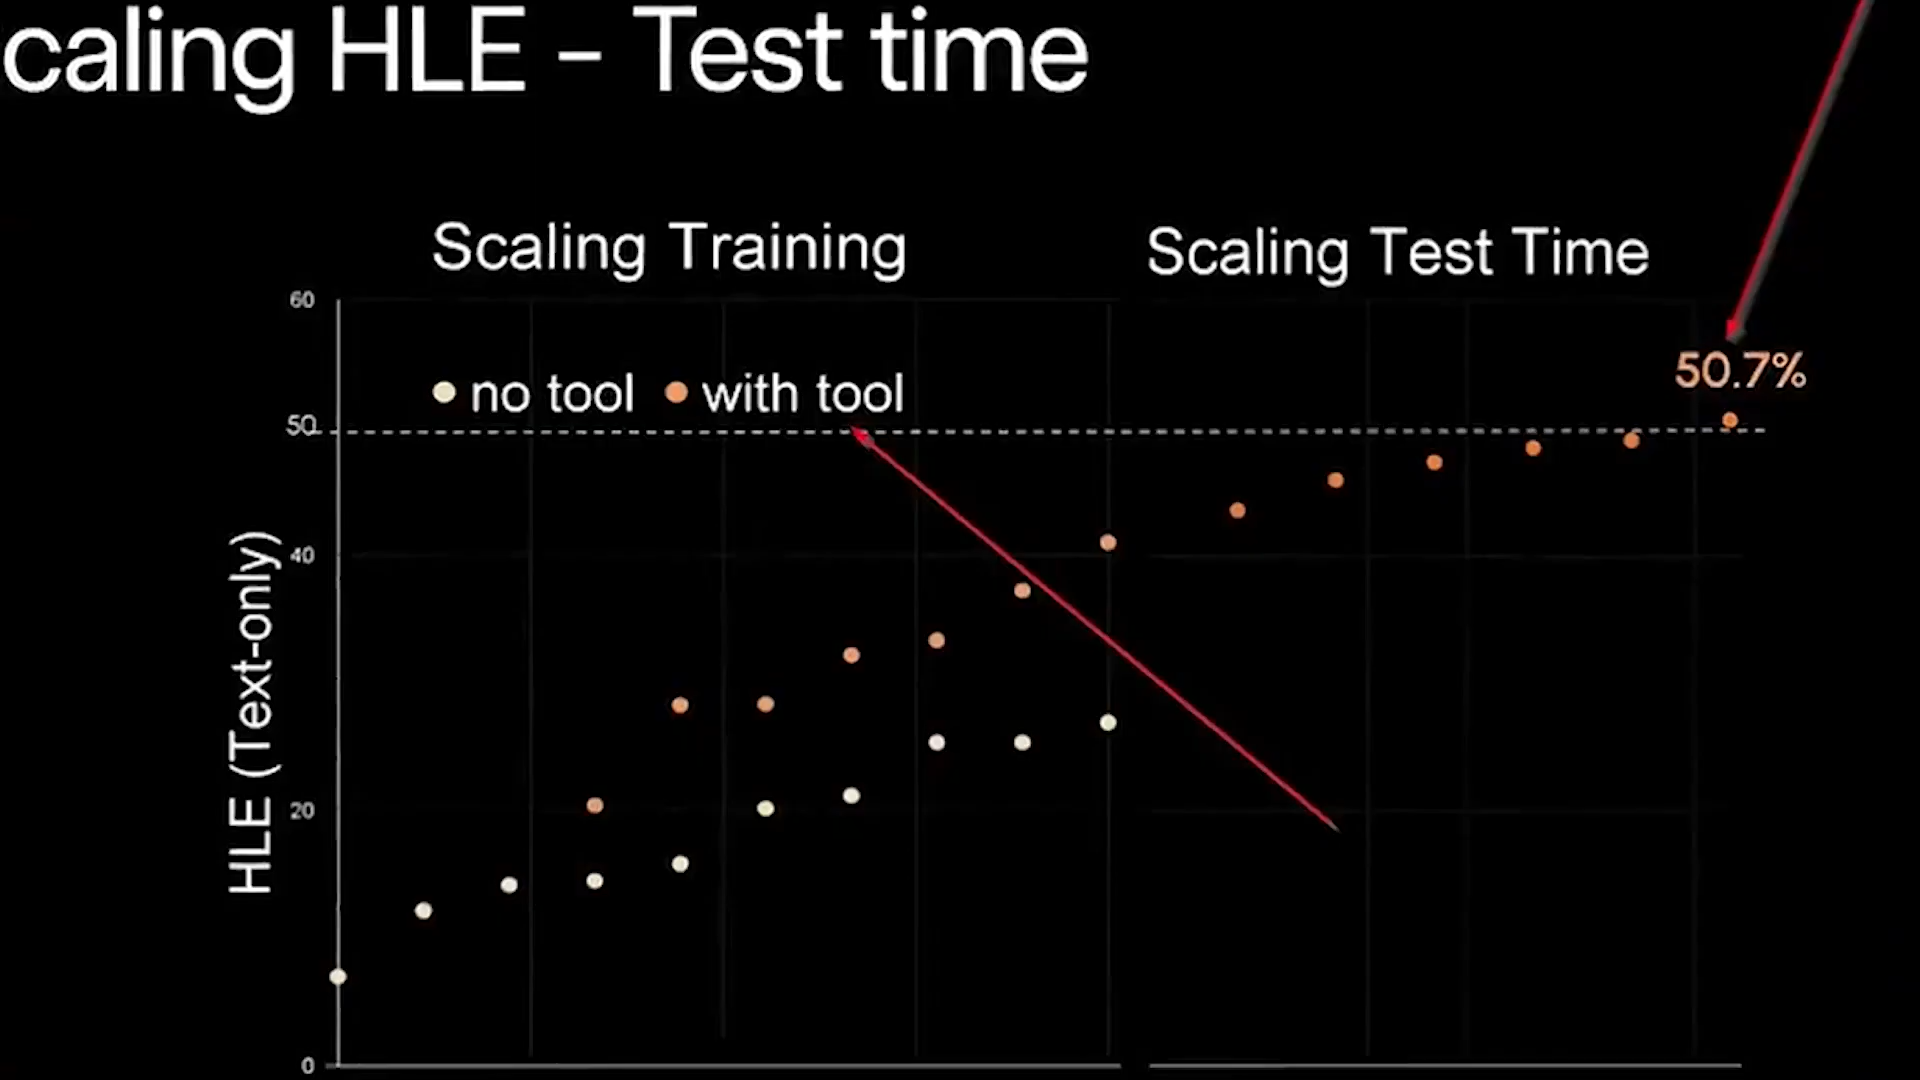 caling HLE - Test time
Scaling Training
Scaling Test Time
60
50.7%
no tool
with tool
50
HLE (Text-only)
40
20
0